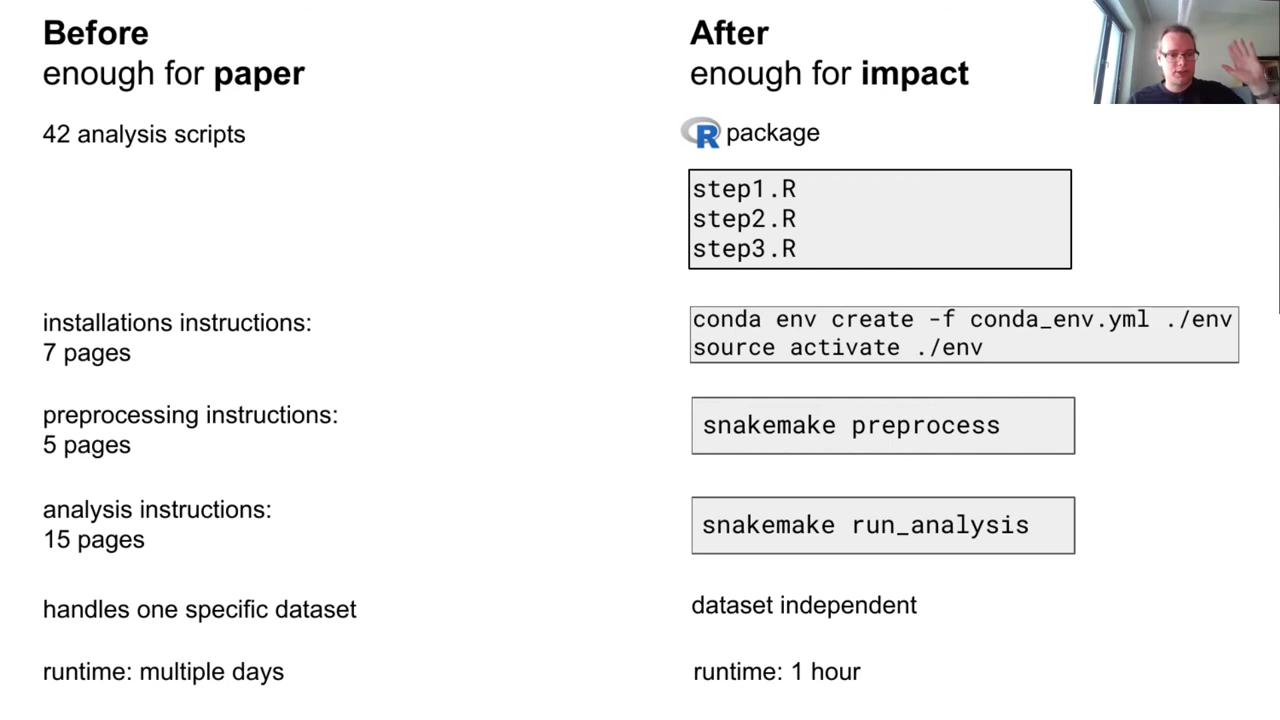 Before
enough for paper
42 analysis scripts
installations instructions:
7 pages
preprocessing instructions:
5 pages
analysis instructions:
15 pages
handles one specific dataset
runtime: multiple days
After
enough for impact
R package
step1.R
step2.R
step3.R
conda env create -f conda_env.yml ./env
source activate ./env
snakemake preprocess
snakemake run_analysis
dataset independent
runtime: 1 hour